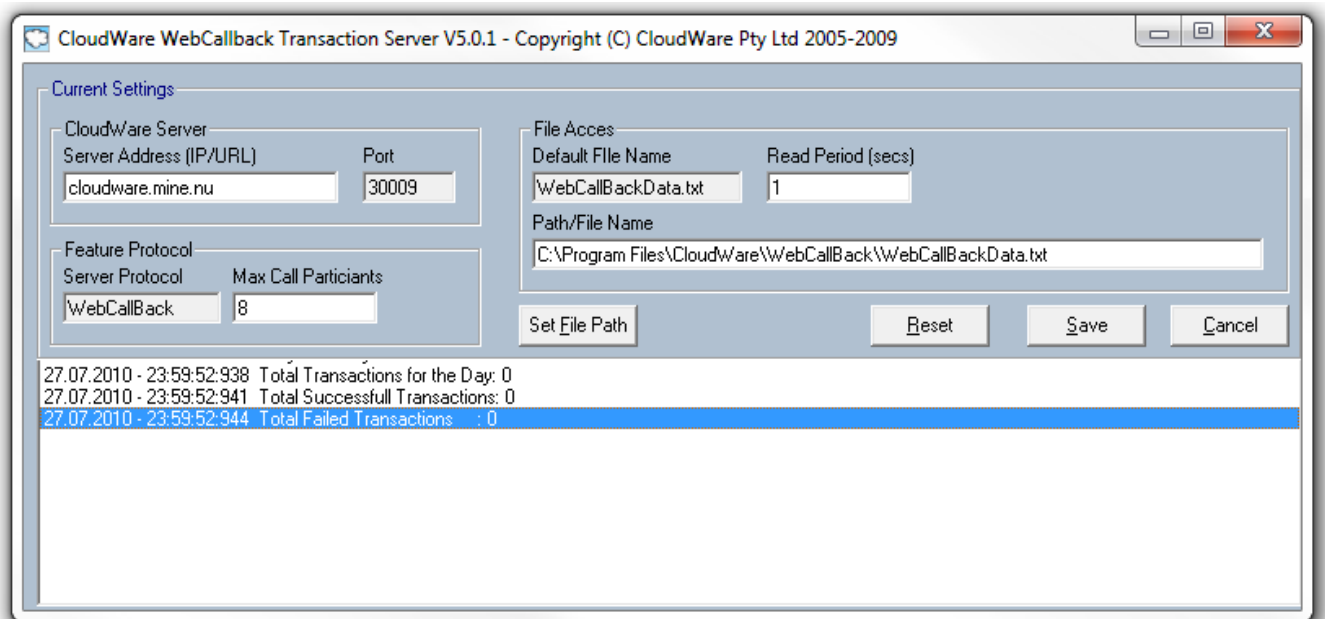 CloudWare WebCallback Transaction Server V5.0.1 - Copyright (C) CloudWare Pty Ltd 2005-2009
Current Settings
CloudWare Server
Server Address (IP/URL) Port
cloudware.mine.nu 30009
Feature Protocol
Server Protocol Max Call Particiants
WebCallBack 8
File Acces
Default FIle Name Read Period (secs)
WebCallBackData.txt 1
Path/File Name
C:\Program Files\CloudWare\WebCallBack\WebCallBackData.txt
Set File Path Reset Save Cancel
27.07.2010 - 23:59:52:938 Total Transactions for the Day: 0
27.07.2010 - 23:59:52:941 Total Successfull Transactions: 0
27.07.2010 - 23:59:52:944 Total Failed Transactions : 0